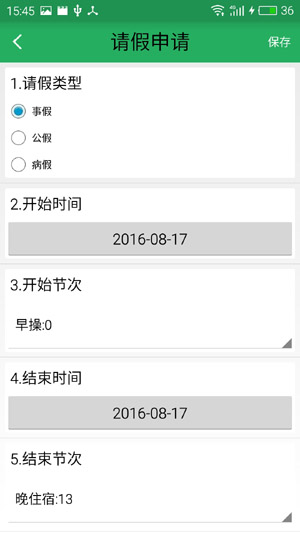 15:45
4G
36
请假申请
保存
1.请假类型
事假
公假
病假
2.开始时间
2016-08-17
3.开始节次
早操:0
4.结束时间
2016-08-17
5.结束节次
晚住宿:13